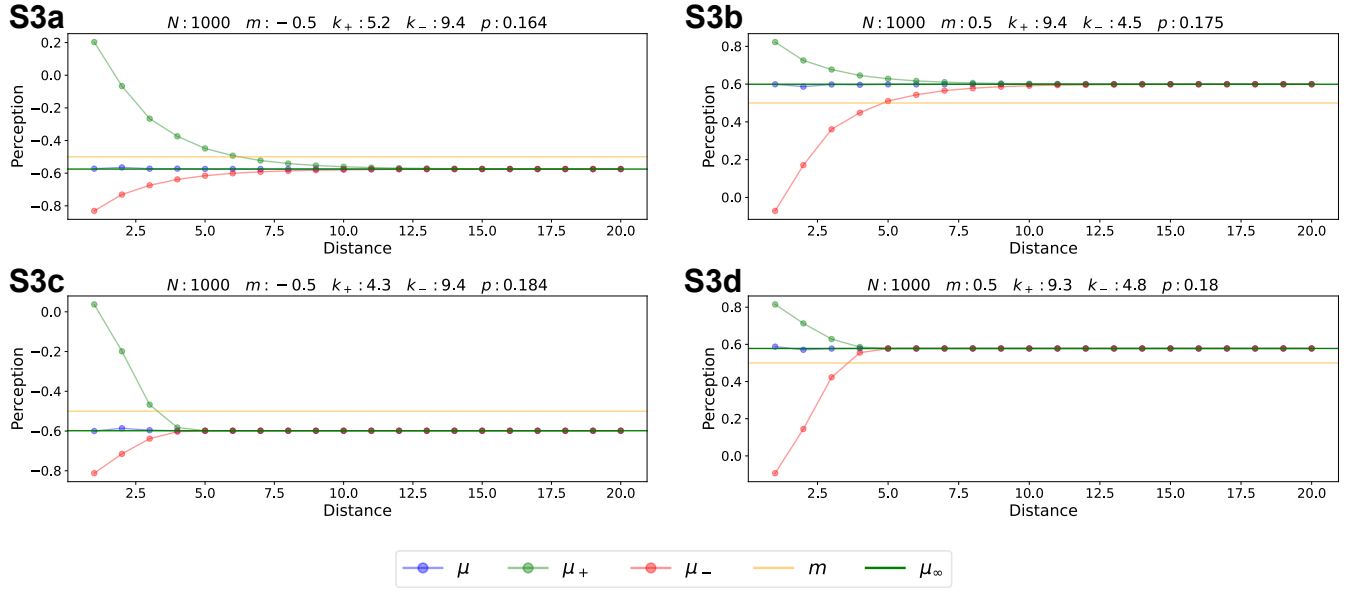 S3a
N : 1000 m : −0.5 k₊ : 5.2 k₋ : 9.4 p : 0.164
0.2
0.0
−0.2
−0.4
−0.6
−0.8
Perception
2.5 5.0 7.5 10.0 12.5 15.0 17.5 20.0
Distance
S3b
N : 1000 m : 0.5 k₊ : 9.4 k₋ : 4.5 p : 0.175
0.8
0.6
0.4
0.2
0.0
Perception
2.5 5.0 7.5 10.0 12.5 15.0 17.5 20.0
Distance
S3c
N : 1000 m : −0.5 k₊ : 4.3 k₋ : 9.4 p : 0.184
0.0
−0.2
−0.4
−0.6
−0.8
Perception
2.5 5.0 7.5 10.0 12.5 15.0 17.5 20.0
Distance
S3d
N : 1000 m : 0.5 k₊ : 9.3 k₋ : 4.8 p : 0.18
0.8
0.6
0.4
0.2
0.0
Perception
2.5 5.0 7.5 10.0 12.5 15.0 17.5 20.0
Distance
μ μ₊ μ₋ m μ∞